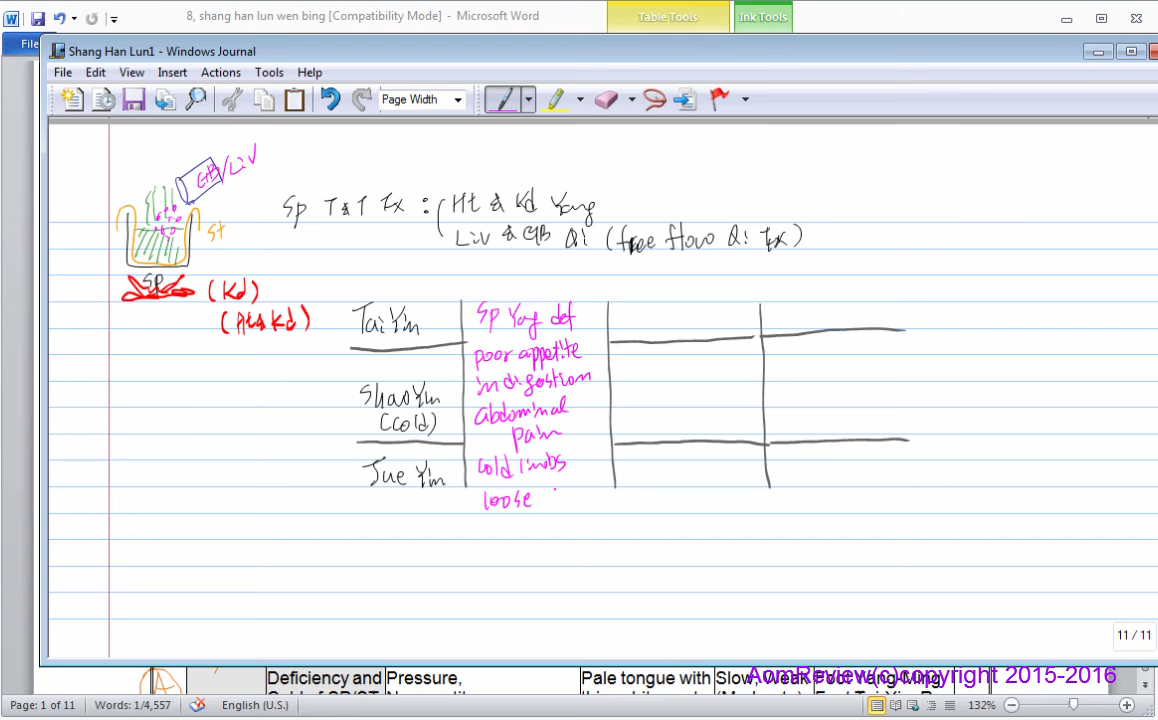 8, shang han lun wen bing [Compatibility Mode] - Microsoft Word
Table Tools
Ink Tools
File
Shang Han Lun1 - Windows Journal
File Edit View Insert Actions Tools Help
Page Width
GB/Liv
St
SP
(Kd)
(Ht & Kd)
Sp T & T Tx : Ht & Kd Yang
Liv & GB Qi (free flow Qi Tx)
Tai Yin
Shao Yin
(cold)
Jue Yin
Sp Yang def
poor appetite
indigestion
abdominal
pain
cold limbs
loose
11 / 11
Deficiency and
Pressure,
Pale tongue with
Slow, Weak
AomReview(c)copyright 2015-2016
Page: 1 of 11 Words: 1/4,557 English (U.S.) 132%